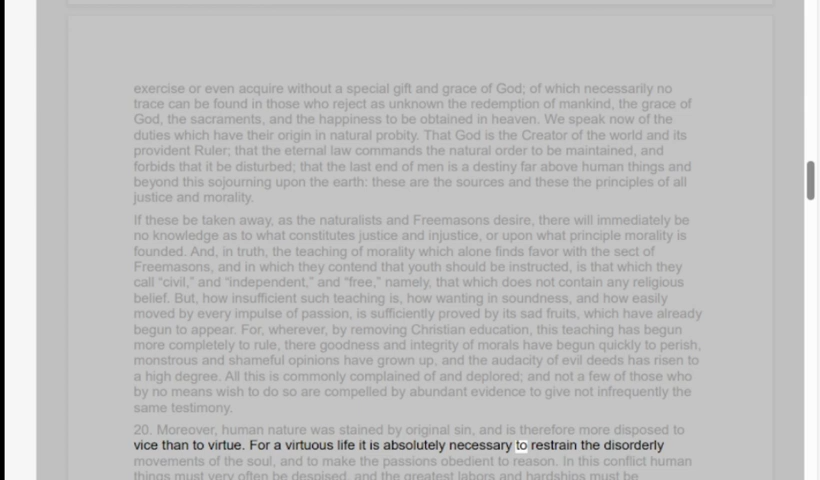 exercise or even acquire without a special gift and grace of God; of which necessarily no
trace can be found in those who reject as unknown the redemption of mankind, the grace of
God, the sacraments, and the happiness to be obtained in heaven. We speak now of the
duties which have their origin in natural probity. That God is the Creator of the world and its
provident Ruler; that the eternal law commands the natural order to be maintained, and
forbids that it be disturbed; that the last end of men is a destiny far above human things and
beyond this sojourning upon the earth: these are the sources and these the principles of all
justice and morality.
If these be taken away, as the naturalists and Freemasons desire, there will immediately be
no knowledge as to what constitutes justice and injustice, or upon what principle morality is
founded. And, in truth, the teaching of morality which alone finds favor with the sect of
Freemasons, and in which they contend that youth should be instructed, is that which they
call “civil,” and “independent,” and “free,” namely, that which does not contain any religious
belief. But, how insufficient such teaching is, how wanting in soundness, and how easily
moved by every impulse of passion, is sufficiently proved by its sad fruits, which have already
begun to appear. For, wherever, by removing Christian education, this teaching has begun
more completely to rule, there goodness and integrity of morals have begun quickly to perish,
monstrous and shameful opinions have grown up, and the audacity of evil deeds has risen to
a high degree. All this is commonly complained of and deplored; and not a few of those who
by no means wish to do so are compelled by abundant evidence to give not infrequently the
same testimony.
20. Moreover, human nature was stained by original sin, and is therefore more disposed to
vice than to virtue. For a virtuous life it is absolutely necessary to restrain the disorderly
movements of the soul, and to make the passions obedient to reason. In this conflict human
things must very often be despised, and the greatest labors and hardships must be